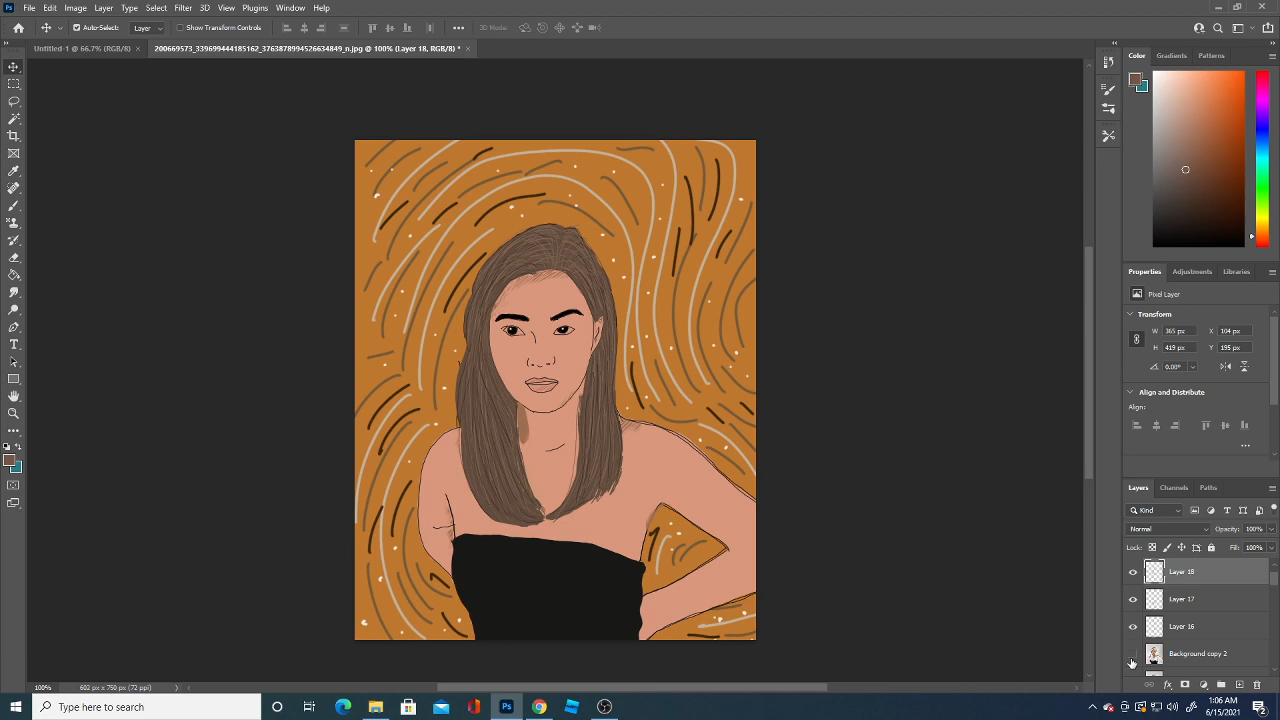 Ps File Edit Image Layer Type Select Filter 3D View Plugins Window Help
Auto-Select: Layer Show Transform Controls 3D Mode:
Untitled-1 @ 66.7% (RGB/8) × 200669573_339699444185162_3763878994526634849_n.jpg @ 100% (Layer 18, RGB/8) * ×
Color Gradients Patterns
Properties Adjustments Libraries
Pixel Layer
Transform
W 365 px X 104 px
H 419 px Y 195 px
0.00°
Align and Distribute
Align:
Layers Channels Paths
Kind
Normal Opacity: 100%
Lock: Fill: 100%
Layer 18
Layer 17
Layer 16
Background copy 2
100% 602 px x 750 px (72 ppi)
Type here to search
1:06 AM
6/15/2021
2